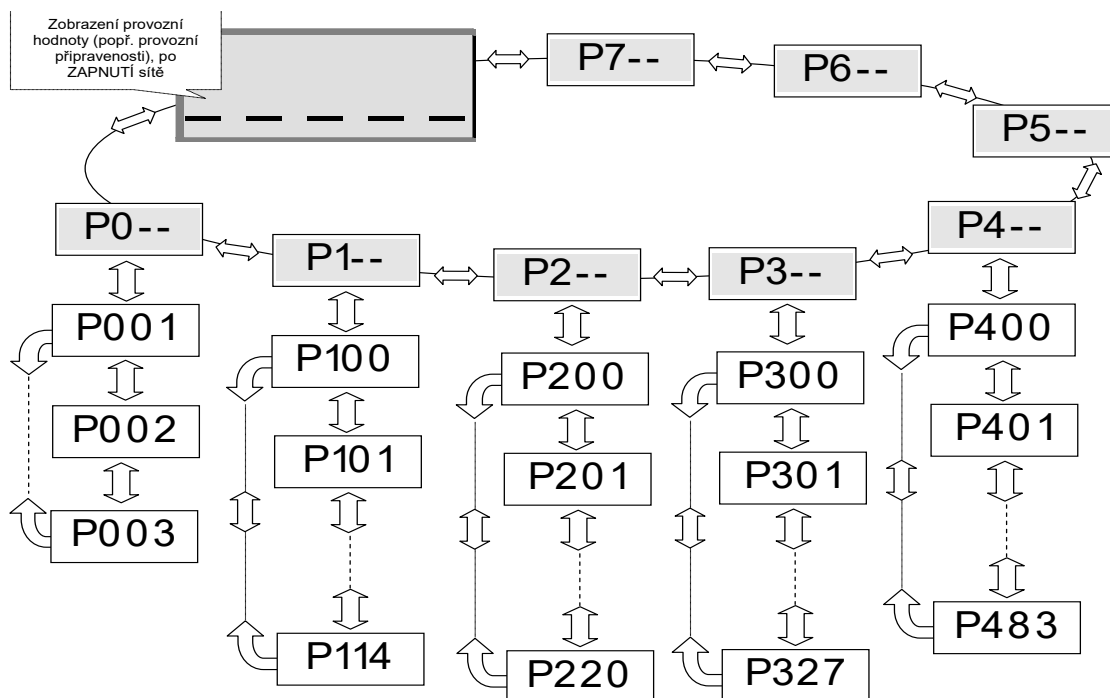 Zobrazení provozní
hodnoty (popř. provozní
připravenosti), po
ZAPNUTÍ sítě
P7--
P6--
P5--
P0--
P1--
P2--
P3--
P4--
P001
P002
P003
P100
P101
P114
P200
P201
P220
P300
P301
P327
P400
P401
P483